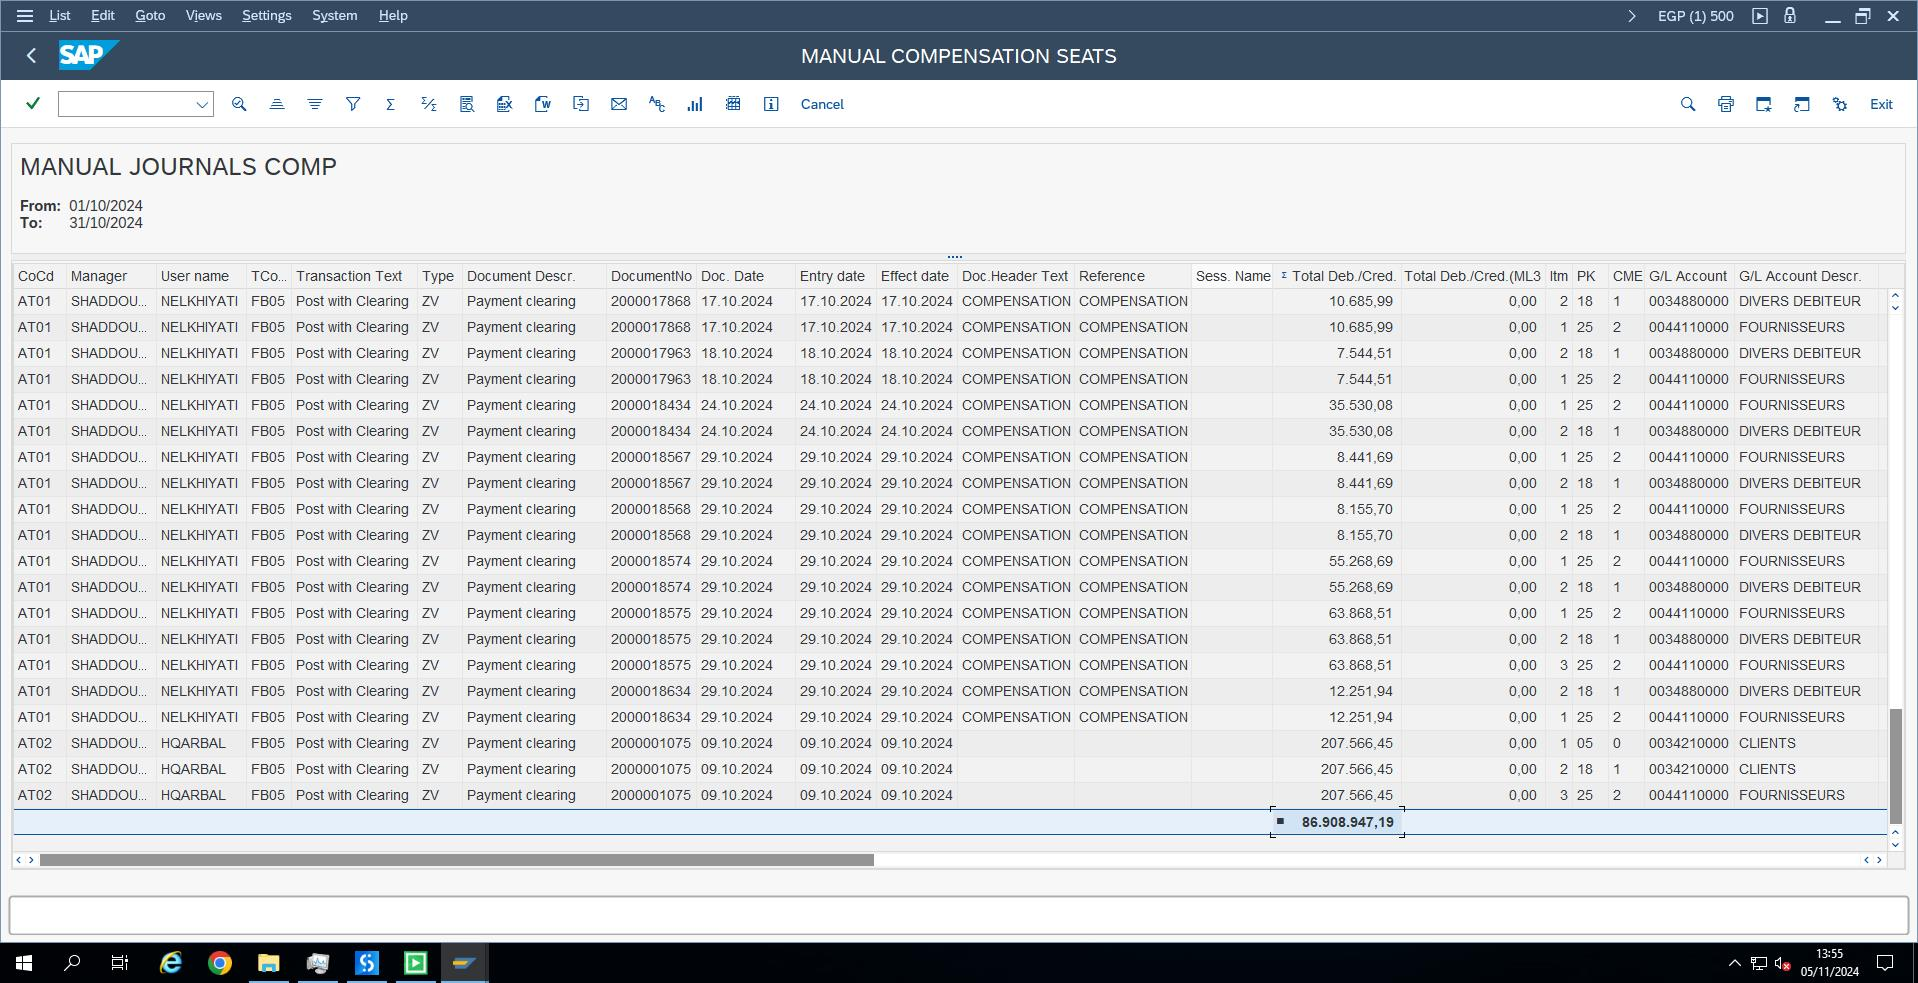 List Edit Goto Views Settings System Help EGP (1) 500
SAP MANUAL COMPENSATION SEATS
Cancel Exit
MANUAL JOURNALS COMP
From: 01/10/2024
To: 31/10/2024
CoCd Manager User name TCo... Transaction Text Type Document Descr. DocumentNo Doc. Date Entry date Effect date Doc.Header Text Reference Sess. Name Σ Total Deb./Cred. Total Deb./Cred.(ML3 Itm PK CME G/L Account G/L Account Descr.
AT01 SHADDOU... NELKHIYATI FB05 Post with Clearing ZV Payment clearing 2000017868 17.10.2024 17.10.2024 17.10.2024 COMPENSATION COMPENSATION 10.685,99 0,00 2 18 1 0034880000 DIVERS DEBITEUR
AT01 SHADDOU... NELKHIYATI FB05 Post with Clearing ZV Payment clearing 2000017868 17.10.2024 17.10.2024 17.10.2024 COMPENSATION COMPENSATION 10.685,99 0,00 1 25 2 0044110000 FOURNISSEURS
AT01 SHADDOU... NELKHIYATI FB05 Post with Clearing ZV Payment clearing 2000017963 18.10.2024 18.10.2024 18.10.2024 COMPENSATION COMPENSATION 7.544,51 0,00 2 18 1 0034880000 DIVERS DEBITEUR
AT01 SHADDOU... NELKHIYATI FB05 Post with Clearing ZV Payment clearing 2000017963 18.10.2024 18.10.2024 18.10.2024 COMPENSATION COMPENSATION 7.544,51 0,00 1 25 2 0044110000 FOURNISSEURS
AT01 SHADDOU... NELKHIYATI FB05 Post with Clearing ZV Payment clearing 2000018434 24.10.2024 24.10.2024 24.10.2024 COMPENSATION COMPENSATION 35.530,08 0,00 1 25 2 0044110000 FOURNISSEURS
AT01 SHADDOU... NELKHIYATI FB05 Post with Clearing ZV Payment clearing 2000018434 24.10.2024 24.10.2024 24.10.2024 COMPENSATION COMPENSATION 35.530,08 0,00 2 18 1 0034880000 DIVERS DEBITEUR
AT01 SHADDOU... NELKHIYATI FB05 Post with Clearing ZV Payment clearing 2000018567 29.10.2024 29.10.2024 29.10.2024 COMPENSATION COMPENSATION 8.441,69 0,00 1 25 2 0044110000 FOURNISSEURS
AT01 SHADDOU... NELKHIYATI FB05 Post with Clearing ZV Payment clearing 2000018567 29.10.2024 29.10.2024 29.10.2024 COMPENSATION COMPENSATION 8.441,69 0,00 2 18 1 0034880000 DIVERS DEBITEUR
AT01 SHADDOU... NELKHIYATI FB05 Post with Clearing ZV Payment clearing 2000018568 29.10.2024 29.10.2024 29.10.2024 COMPENSATION COMPENSATION 8.155,70 0,00 1 25 2 0044110000 FOURNISSEURS
AT01 SHADDOU... NELKHIYATI FB05 Post with Clearing ZV Payment clearing 2000018568 29.10.2024 29.10.2024 29.10.2024 COMPENSATION COMPENSATION 8.155,70 0,00 2 18 1 0034880000 DIVERS DEBITEUR
AT01 SHADDOU... NELKHIYATI FB05 Post with Clearing ZV Payment clearing 2000018574 29.10.2024 29.10.2024 29.10.2024 COMPENSATION COMPENSATION 55.268,69 0,00 1 25 2 0044110000 FOURNISSEURS
AT01 SHADDOU... NELKHIYATI FB05 Post with Clearing ZV Payment clearing 2000018574 29.10.2024 29.10.2024 29.10.2024 COMPENSATION COMPENSATION 55.268,69 0,00 2 18 1 0034880000 DIVERS DEBITEUR
AT01 SHADDOU... NELKHIYATI FB05 Post with Clearing ZV Payment clearing 2000018575 29.10.2024 29.10.2024 29.10.2024 COMPENSATION COMPENSATION 63.868,51 0,00 1 25 2 0044110000 FOURNISSEURS
AT01 SHADDOU... NELKHIYATI FB05 Post with Clearing ZV Payment clearing 2000018575 29.10.2024 29.10.2024 29.10.2024 COMPENSATION COMPENSATION 63.868,51 0,00 2 18 1 0034880000 DIVERS DEBITEUR
AT01 SHADDOU... NELKHIYATI FB05 Post with Clearing ZV Payment clearing 2000018575 29.10.2024 29.10.2024 29.10.2024 COMPENSATION COMPENSATION 63.868,51 0,00 3 25 2 0044110000 FOURNISSEURS
AT01 SHADDOU... NELKHIYATI FB05 Post with Clearing ZV Payment clearing 2000018634 29.10.2024 29.10.2024 29.10.2024 COMPENSATION COMPENSATION 12.251,94 0,00 2 18 1 0034880000 DIVERS DEBITEUR
AT01 SHADDOU... NELKHIYATI FB05 Post with Clearing ZV Payment clearing 2000018634 29.10.2024 29.10.2024 29.10.2024 COMPENSATION COMPENSATION 12.251,94 0,00 1 25 2 0044110000 FOURNISSEURS
AT02 SHADDOU... HQARBAL FB05 Post with Clearing ZV Payment clearing 2000001075 09.10.2024 09.10.2024 09.10.2024 207.566,45 0,00 1 05 0 0034210000 CLIENTS
AT02 SHADDOU... HQARBAL FB05 Post with Clearing ZV Payment clearing 2000001075 09.10.2024 09.10.2024 09.10.2024 207.566,45 0,00 2 18 1 0034210000 CLIENTS
AT02 SHADDOU... HQARBAL FB05 Post with Clearing ZV Payment clearing 2000001075 09.10.2024 09.10.2024 09.10.2024 207.566,45 0,00 3 25 2 0044110000 FOURNISSEURS
86.908.947,19
13:55
05/11/2024